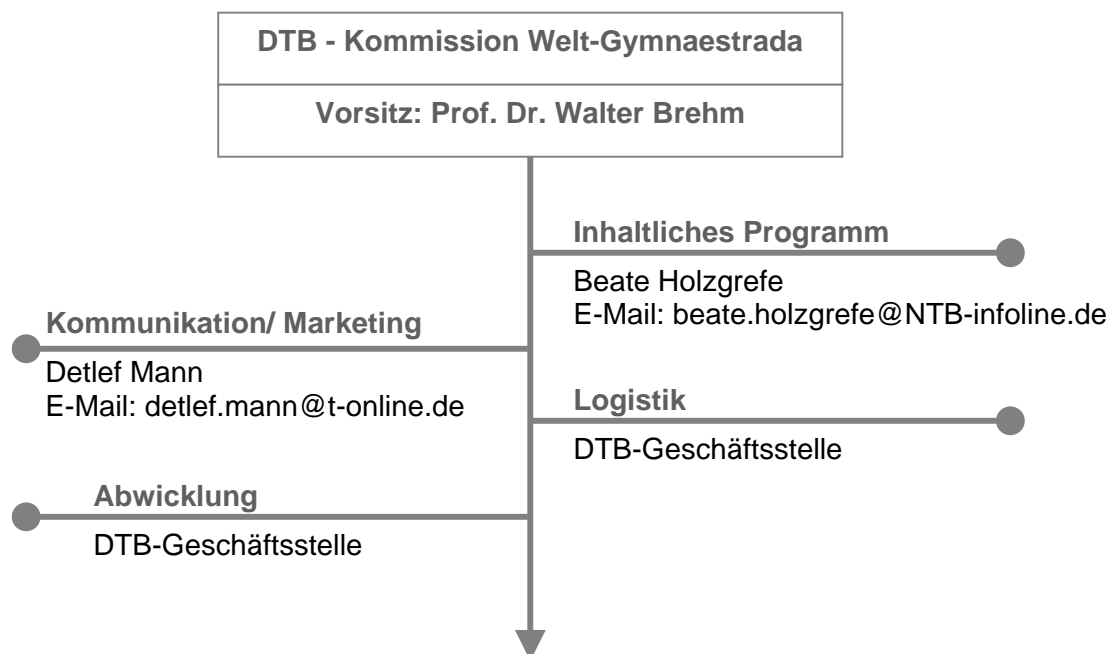 DTB - Kommission Welt-Gymnaestrada
Vorsitz: Prof. Dr. Walter Brehm
Inhaltliches Programm
Beate Holzgrefe
E-Mail: beate.holzgrefe@NTB-infoline.de
Kommunikation/ Marketing
Detlef Mann
E-Mail: detlef.mann@t-online.de
Logistik
DTB-Geschäftsstelle
Abwicklung
DTB-Geschäftsstelle